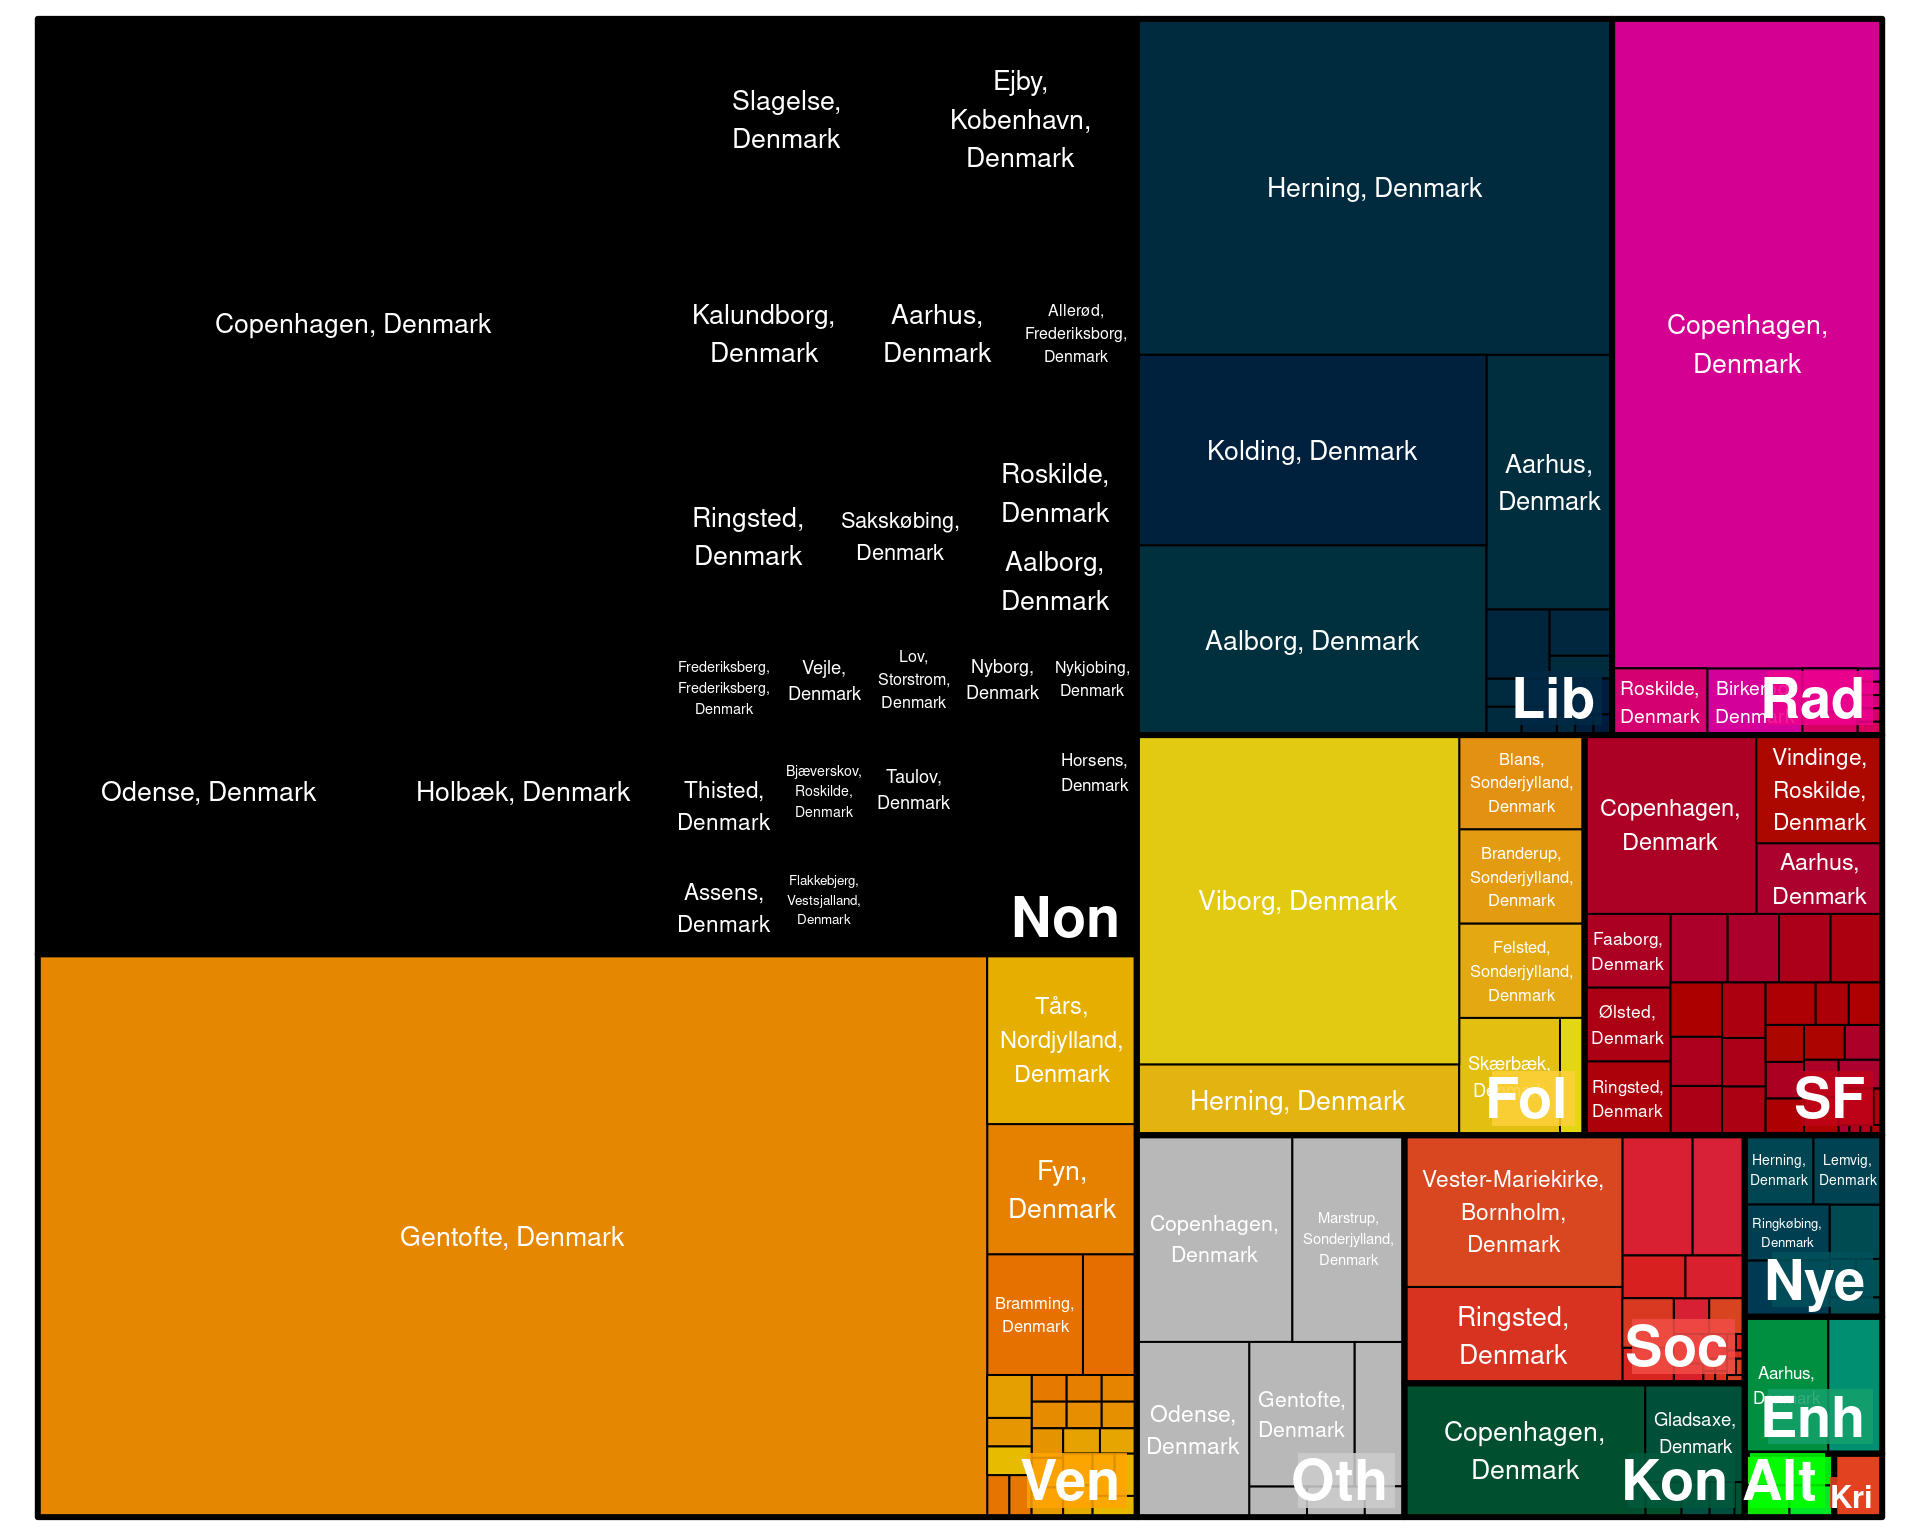 Slagelse,
Denmark
Ejby,
Kobenhavn,
Denmark
Copenhagen, Denmark
Kalundborg,
Denmark
Aarhus,
Denmark
Allerød,
Frederiksborg,
Denmark
Ringsted,
Denmark
Sakskøbing,
Denmark
Roskilde,
Denmark
Aalborg,
Denmark
Frederiksberg,
Frederiksberg,
Denmark
Vejle,
Denmark
Lov,
Storstrom,
Denmark
Nyborg,
Denmark
Nykjobing,
Denmark
Odense, Denmark
Holbæk, Denmark
Thisted,
Denmark
Bjæverskov,
Roskilde,
Denmark
Taulov,
Denmark
Horsens,
Denmark
Assens,
Denmark
Flakkebjerg,
Vestsjalland,
Denmark
Non
Herning, Denmark
Kolding, Denmark
Aarhus,
Denmark
Aalborg, Denmark
Lib
Copenhagen,
Denmark
Roskilde,
Denmark
Denmark
Rad
Viborg, Denmark
Herning, Denmark
Blans,
Sonderjylland,
Denmark
Branderup,
Sonderjylland,
Denmark
Felsted,
Sonderjylland,
Denmark
Skærbæk,
Denmark
Fol
Copenhagen,
Denmark
Vindinge,
Roskilde,
Denmark
Aarhus,
Denmark
Faaborg,
Denmark
Ølsted,
Denmark
Ringsted,
Denmark
SF
Gentofte, Denmark
Tårs,
Nordjylland,
Denmark
Fyn,
Denmark
Bramming,
Denmark
Ven
Copenhagen,
Denmark
Marstrup,
Sonderjylland,
Denmark
Odense,
Denmark
Gentofte,
Denmark
Oth
Vester-Mariekirke,
Bornholm,
Denmark
Ringsted,
Denmark
Soc
Copenhagen,
Denmark
Gladsaxe,
Denmark
Kon
Herning,
Denmark
Lemvig,
Denmark
Ringkøbing,
Denmark
Nye
Aarhus,
Denmark
Enh
Alt
Kri